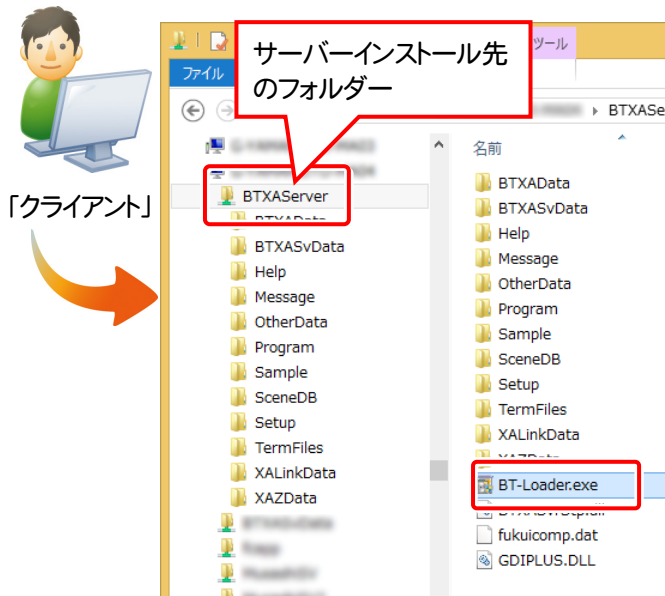 サーバーインストール先
のフォルダー
ツール
ファイル
BTXASe
「クライアント」
BTXAServer
BTXAData
BTXASvData
Help
Message
OtherData
Program
Sample
SceneDB
Setup
TermFiles
XALinkData
XAZData
名前
BTXAData
BTXASvData
Help
Message
OtherData
Program
Sample
SceneDB
Setup
TermFiles
XALinkData
XAZData
BT-Loader.exe
fukuicomp.dat
GDIPLUS.DLL